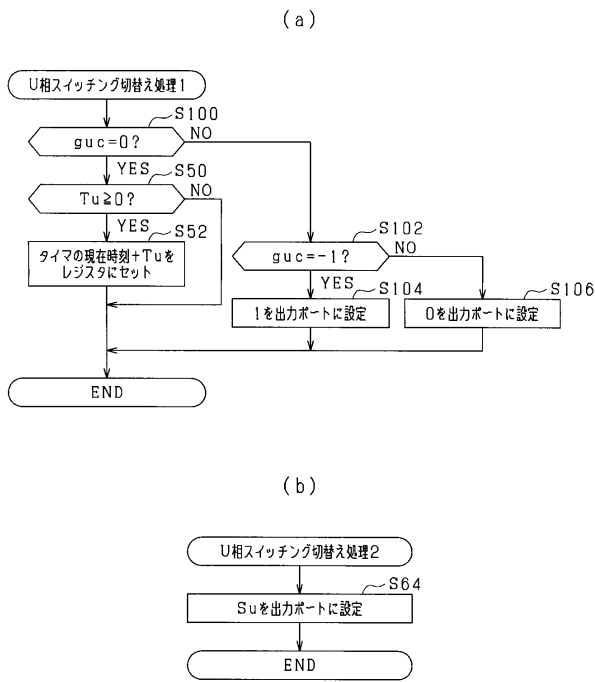 (a)
U相スイッチング切替え処理1
S100
guc=0?
NO
YES
S50
Tu≧0?
NO
YES
S52
タイマの現在時刻+Tuを
レジスタにセット
S102
guc=-1?
NO
YES
S104
1を出力ポートに設定
S106
0を出力ポートに設定
END
(b)
U相スイッチング切替え処理2
S64
Suを出力ポートに設定
END